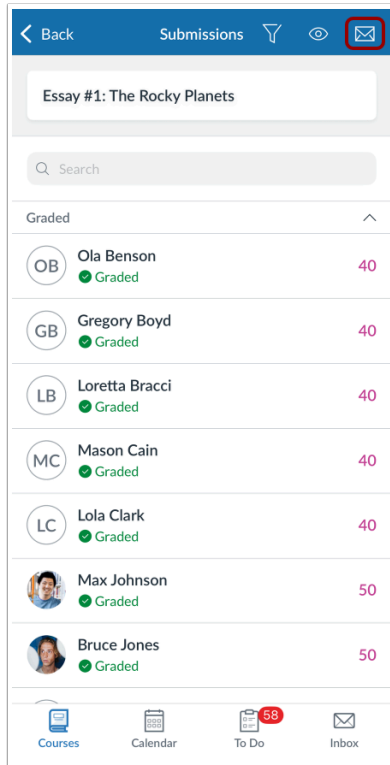 Back
Submissions
Essay #1: The Rocky Planets
Search
Graded
OB
Ola Benson
40
Graded
GB
Gregory Boyd
40
Graded
LB
Loretta Bracci
40
Graded
MC
Mason Cain
40
Graded
LC
Lola Clark
40
Graded
Max Johnson
50
Graded
Bruce Jones
50
Graded
58
Courses
Calendar
To Do
Inbox